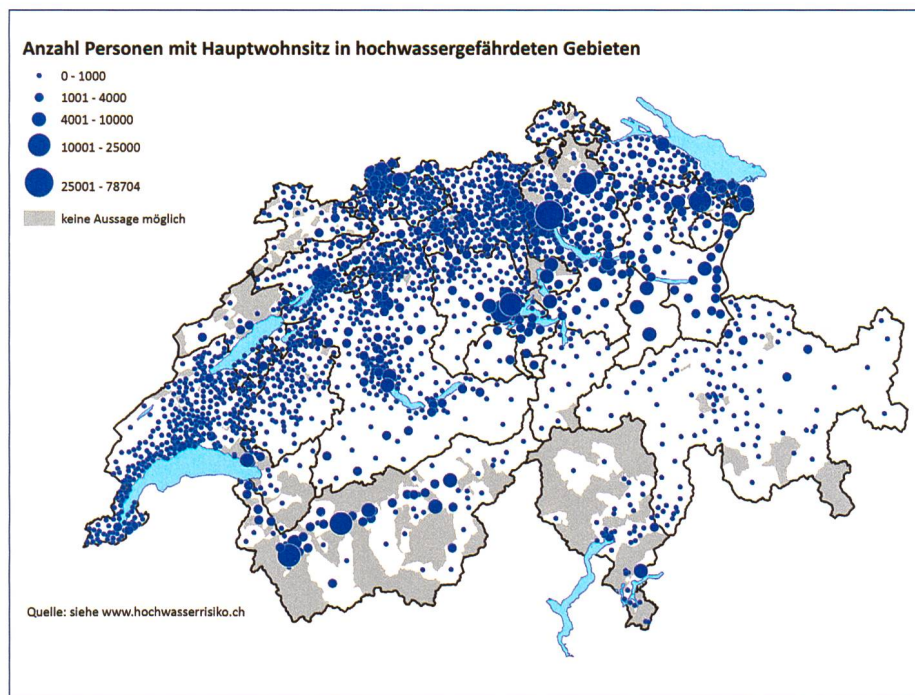 Anzahl Personen mit Hauptwohnsitz in hochwassergefährdeten Gebieten
0 - 1000
1001 - 4000
4001 - 10000
10001 - 25000
25001 - 78704
keine Aussage möglich
Quelle: siehe www.hochwasserrisiko.ch